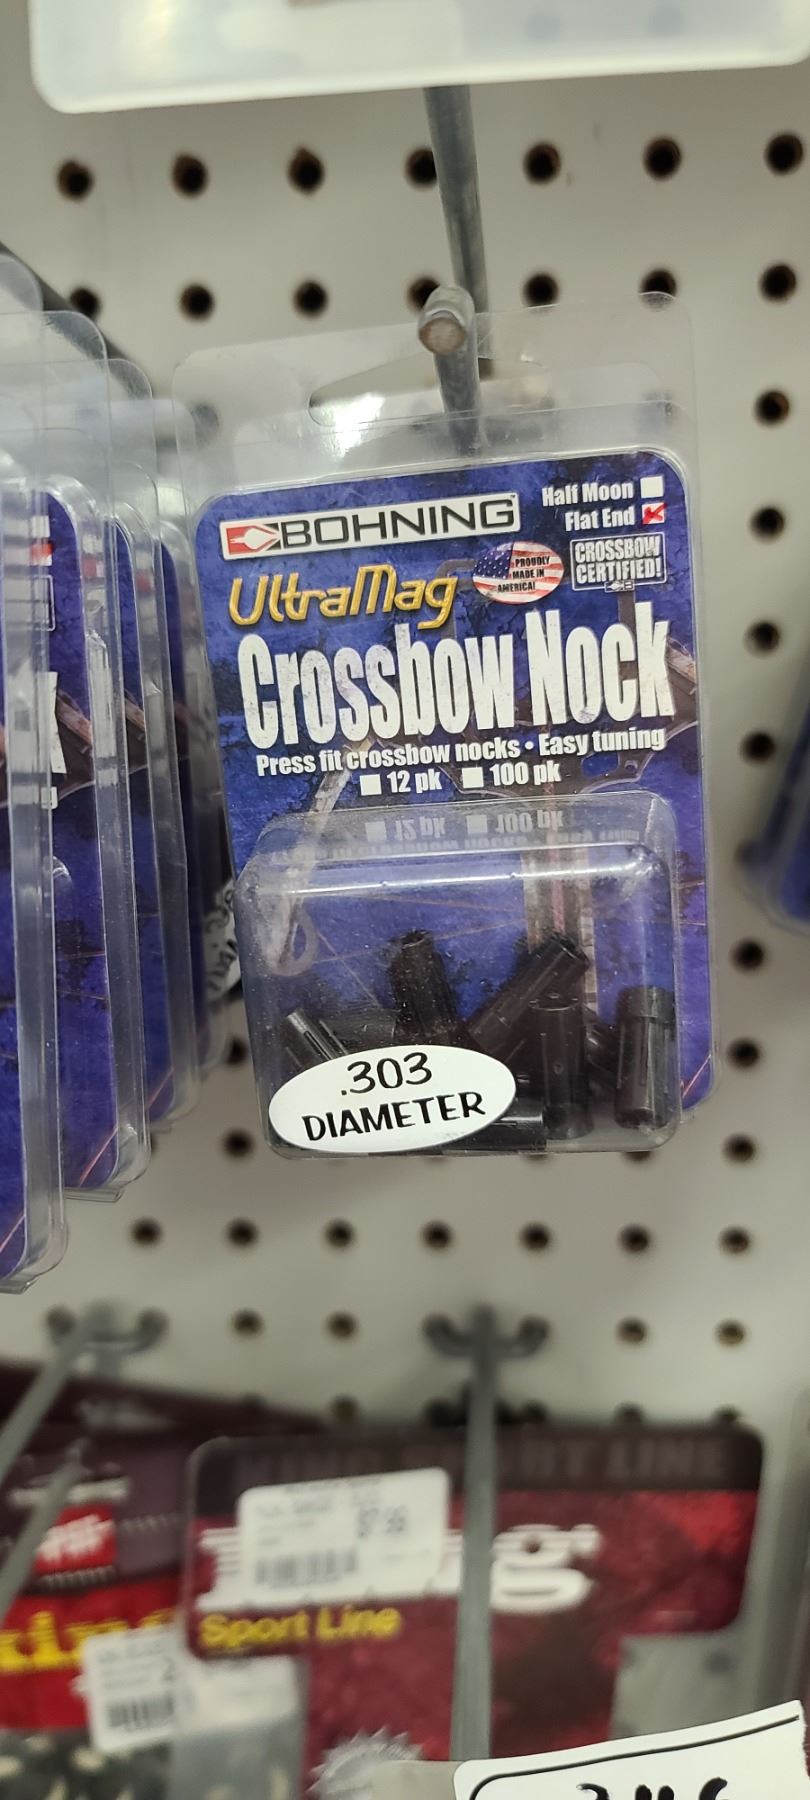 BOHNING
Half Moon
Flat End
UltraMag
PROUDLY
MADE IN
AMERICA!
CROSSBOW
CERTIFIED!
Crossbow Nock
Press fit crossbow nocks • Easy tuning
12 pk 100 pk
.303
DIAMETER
Sport Line